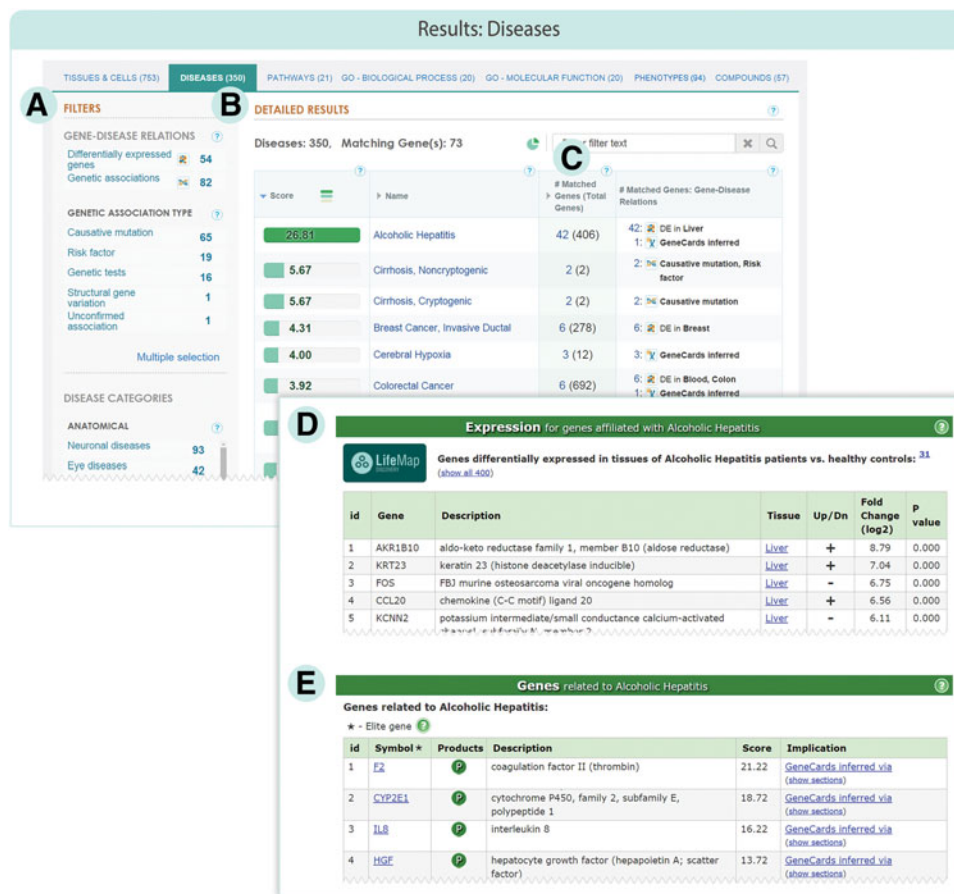 Results: Diseases
TISSUES & CELLS (753) DISEASES (350) PATHWAYS (21) GO - BIOLOGICAL PROCESS (20) GO - MOLECULAR FUNCTION (20) PHENOTYPES (94) COMPOUNDS (57)
A
FILTERS
GENE-DISEASE RELATIONS ?
Differentially expressed genes 54
Genetic associations 82
GENETIC ASSOCIATION TYPE ?
Causative mutation 65
Risk factor 19
Genetic tests 16
Structural gene variation 1
Unconfirmed association 1
Multiple selection
DISEASE CATEGORIES
ANATOMICAL ?
Neuronal diseases 93
Eye diseases 42
B
DETAILED RESULTS ?
Diseases: 350, Matching Gene(s): 73
filter text
C
Score Name # Matched Genes (Total Genes) # Matched Genes: Gene-Disease Relations
26.81 Alcoholic Hepatitis 42 (406) 42: DE in Liver
1: GeneCards inferred
5.67 Cirrhosis, Noncryptogenic 2 (2) 2: Causative mutation, Risk factor
5.67 Cirrhosis, Cryptogenic 2 (2) 2: Causative mutation
4.31 Breast Cancer, Invasive Ductal 6 (278) 6: DE in Breast
4.00 Cerebral Hypoxia 3 (12) 3: GeneCards inferred
3.92 Colorectal Cancer 6 (692) 6: DE in Blood, Colon
1: GeneCards inferred
D
Expression for genes affiliated with Alcoholic Hepatitis ?
LifeMap
DISCOVERY
Genes differentially expressed in tissues of Alcoholic Hepatitis patients vs. healthy controls: 31
(show all 400)
id Gene Description Tissue Up/Dn Fold Change (log2) P value
1 AKR1B10 aldo-keto reductase family 1, member B10 (aldose reductase) Liver + 8.79 0.000
2 KRT23 keratin 23 (histone deacetylase inducible) Liver + 7.04 0.000
3 FOS FBJ murine osteosarcoma viral oncogene homolog Liver - 6.75 0.000
4 CCL20 chemokine (C-C motif) ligand 20 Liver + 6.56 0.000
5 KCNN2 potassium intermediate/small conductance calcium-activated Liver - 6.11 0.000
channel, subfamily N, member 2
E
Genes related to Alcoholic Hepatitis ?
Genes related to Alcoholic Hepatitis:
★ - Elite gene ?
id Symbol★ Products Description Score Implication
1 F2 P coagulation factor II (thrombin) 21.22 GeneCards inferred via
(show sections)
2 CYP2E1 P cytochrome P450, family 2, subfamily E, polypeptide 1 18.72 GeneCards inferred via
(show sections)
3 IL8 P interleukin 8 16.22 GeneCards inferred via
(show sections)
4 HGF P hepatocyte growth factor (hepapoietin A; scatter factor) 13.72 GeneCards inferred via
(show sections)